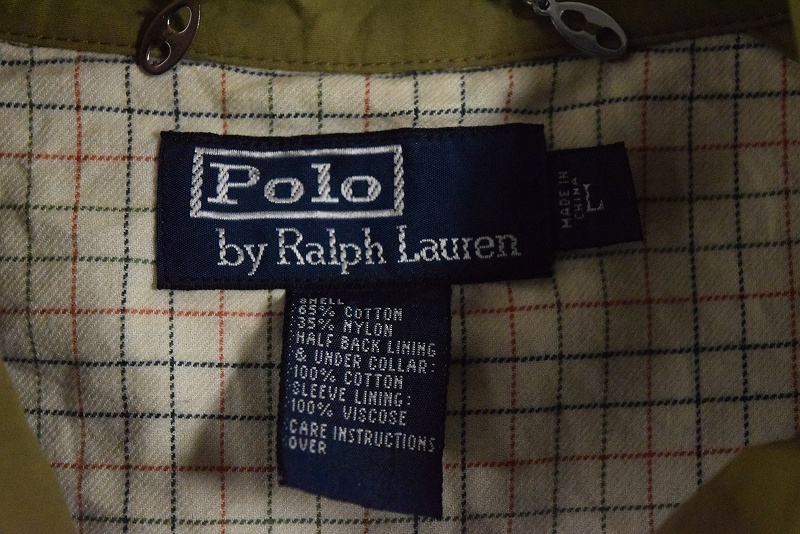 Polo
by Ralph Lauren
MADE IN
CHINA
L
SHELL
65% COTTON
35% NYLON
HALF BACK LINING
& UNDER COLLAR:
100% COTTON
SLEEVE LINING:
100% VISCOSE
CARE INSTRUCTIONS
OVER